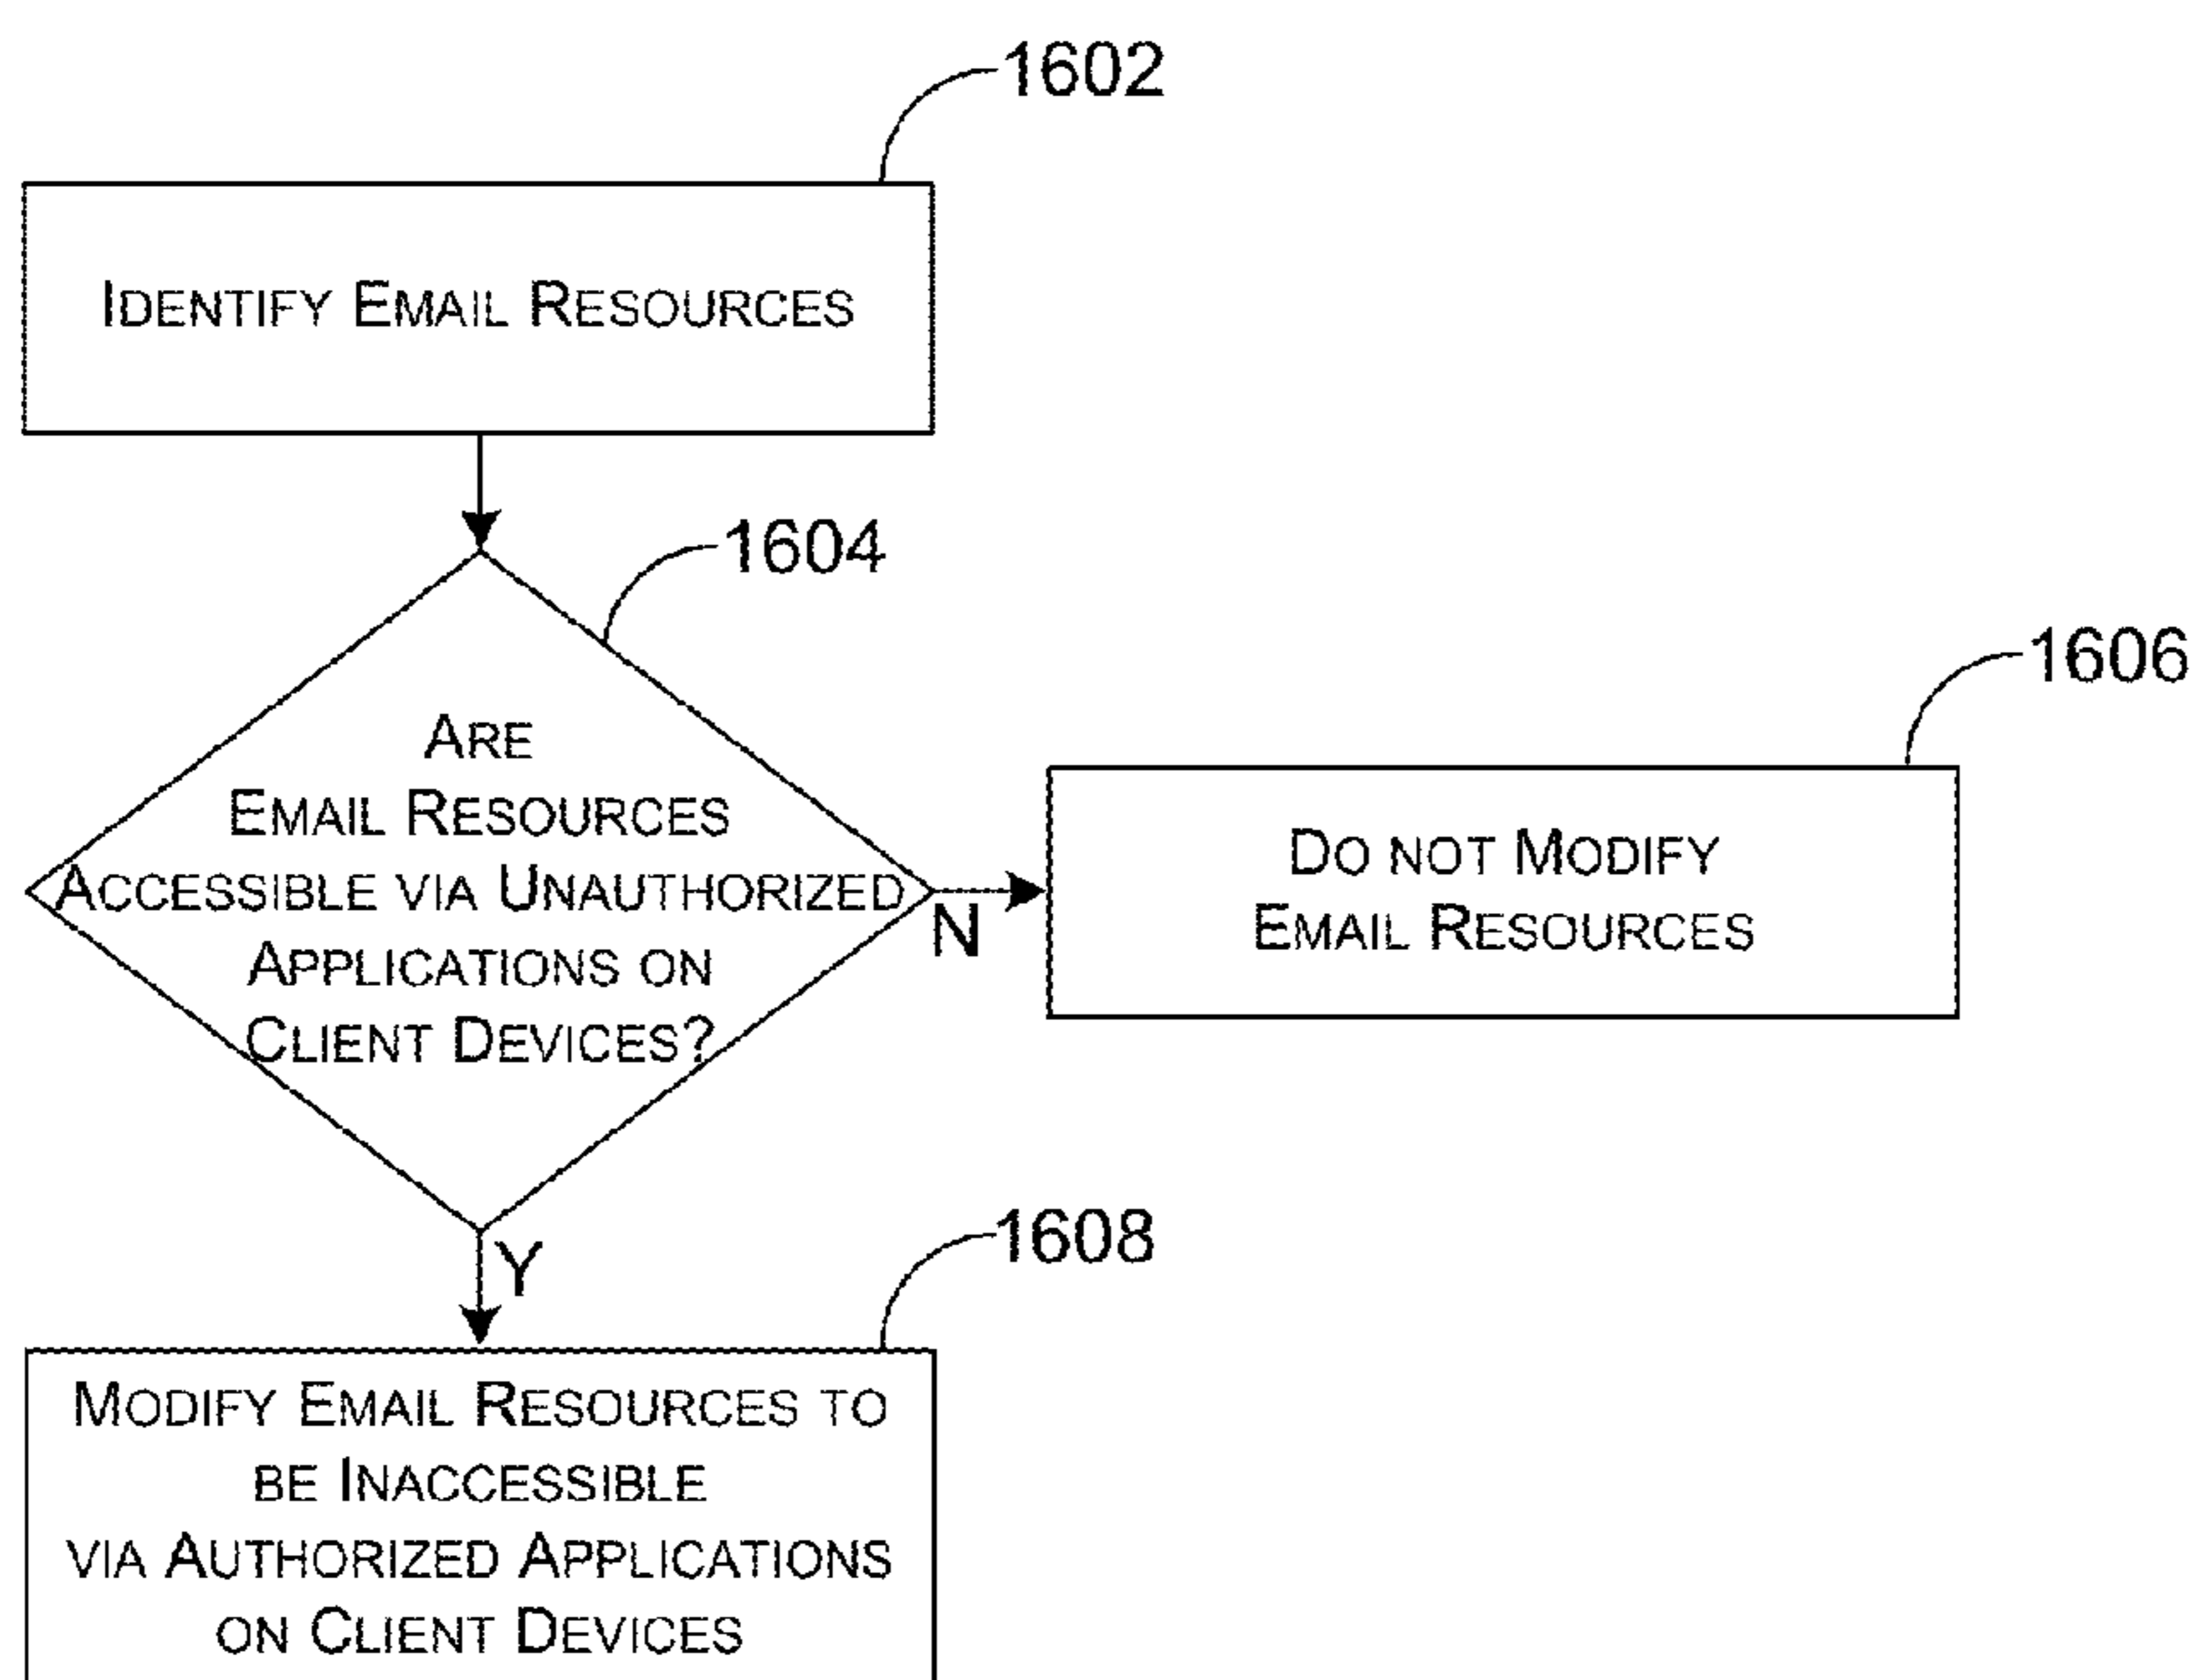 1602
IDENTIFY EMAIL RESOURCES
1604
ARE
EMAIL RESOURCES
ACCESSIBLE VIA UNAUTHORIZED
APPLICATIONS ON
CLIENT DEVICES?
N
1606
DO NOT MODIFY
EMAIL RESOURCES
Y
1608
MODIFY EMAIL RESOURCES TO
BE INACCESSIBLE
VIA AUTHORIZED APPLICATIONS
ON CLIENT DEVICES